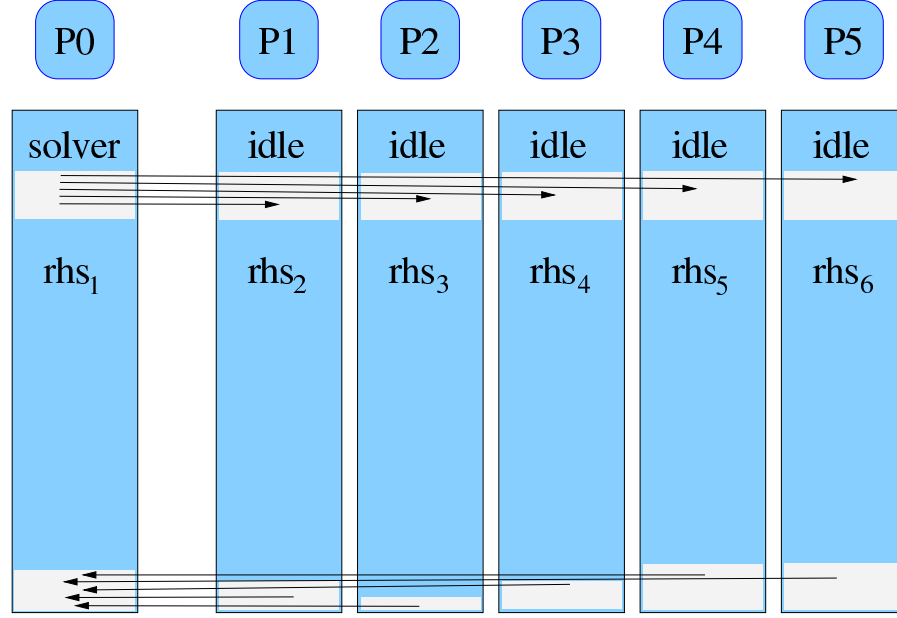 P0 P1 P2 P3 P4 P5
solver idle idle idle idle idle
rhs₁ rhs₂ rhs₃ rhs₄ rhs₅ rhs₆